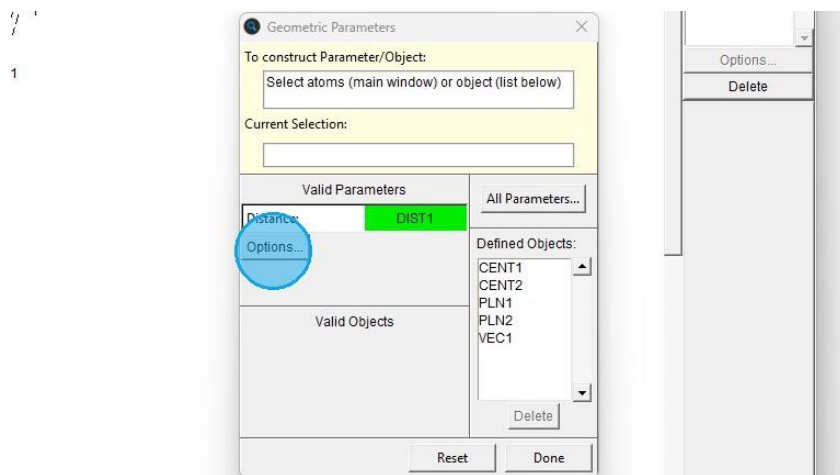 1
Geometric Parameters
To construct Parameter/Object:
Select atoms (main window) or object (list below)
Current Selection:
Valid Parameters
Distance:
DIST1
Options...
Valid Objects
All Parameters...
Defined Objects:
CENT1
CENT2
PLN1
PLN2
VEC1
Delete
Reset
Done
Options...
Delete